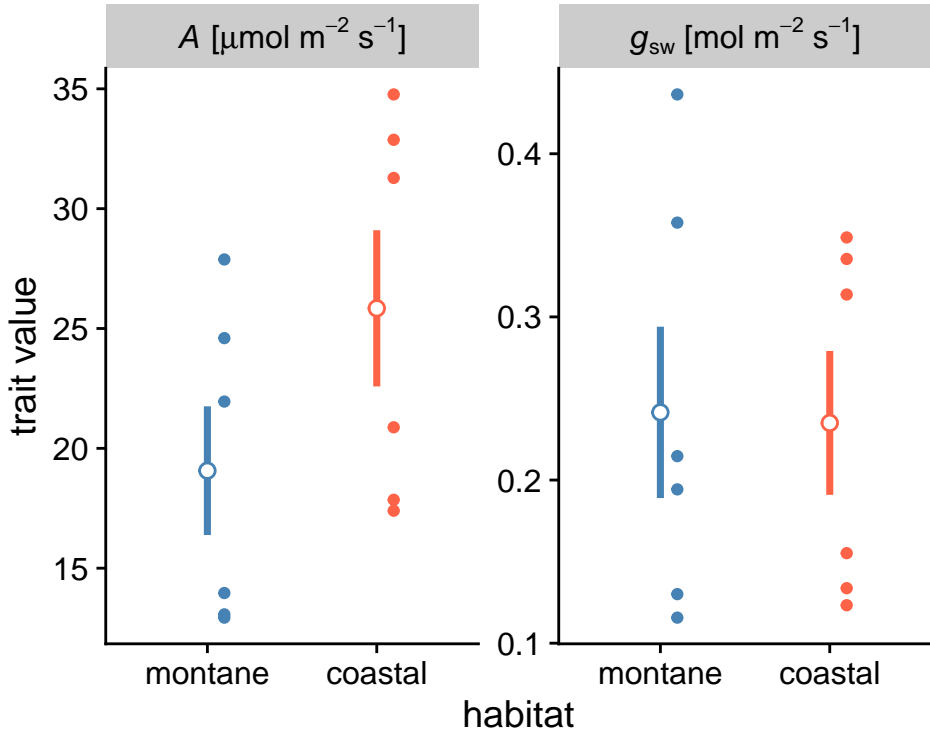 A [μmol m⁻² s⁻¹]
g_sw [mol m⁻² s⁻¹]
trait value
35
30
25
20
15
0.4
0.3
0.2
0.1
montane coastal
montane coastal
habitat